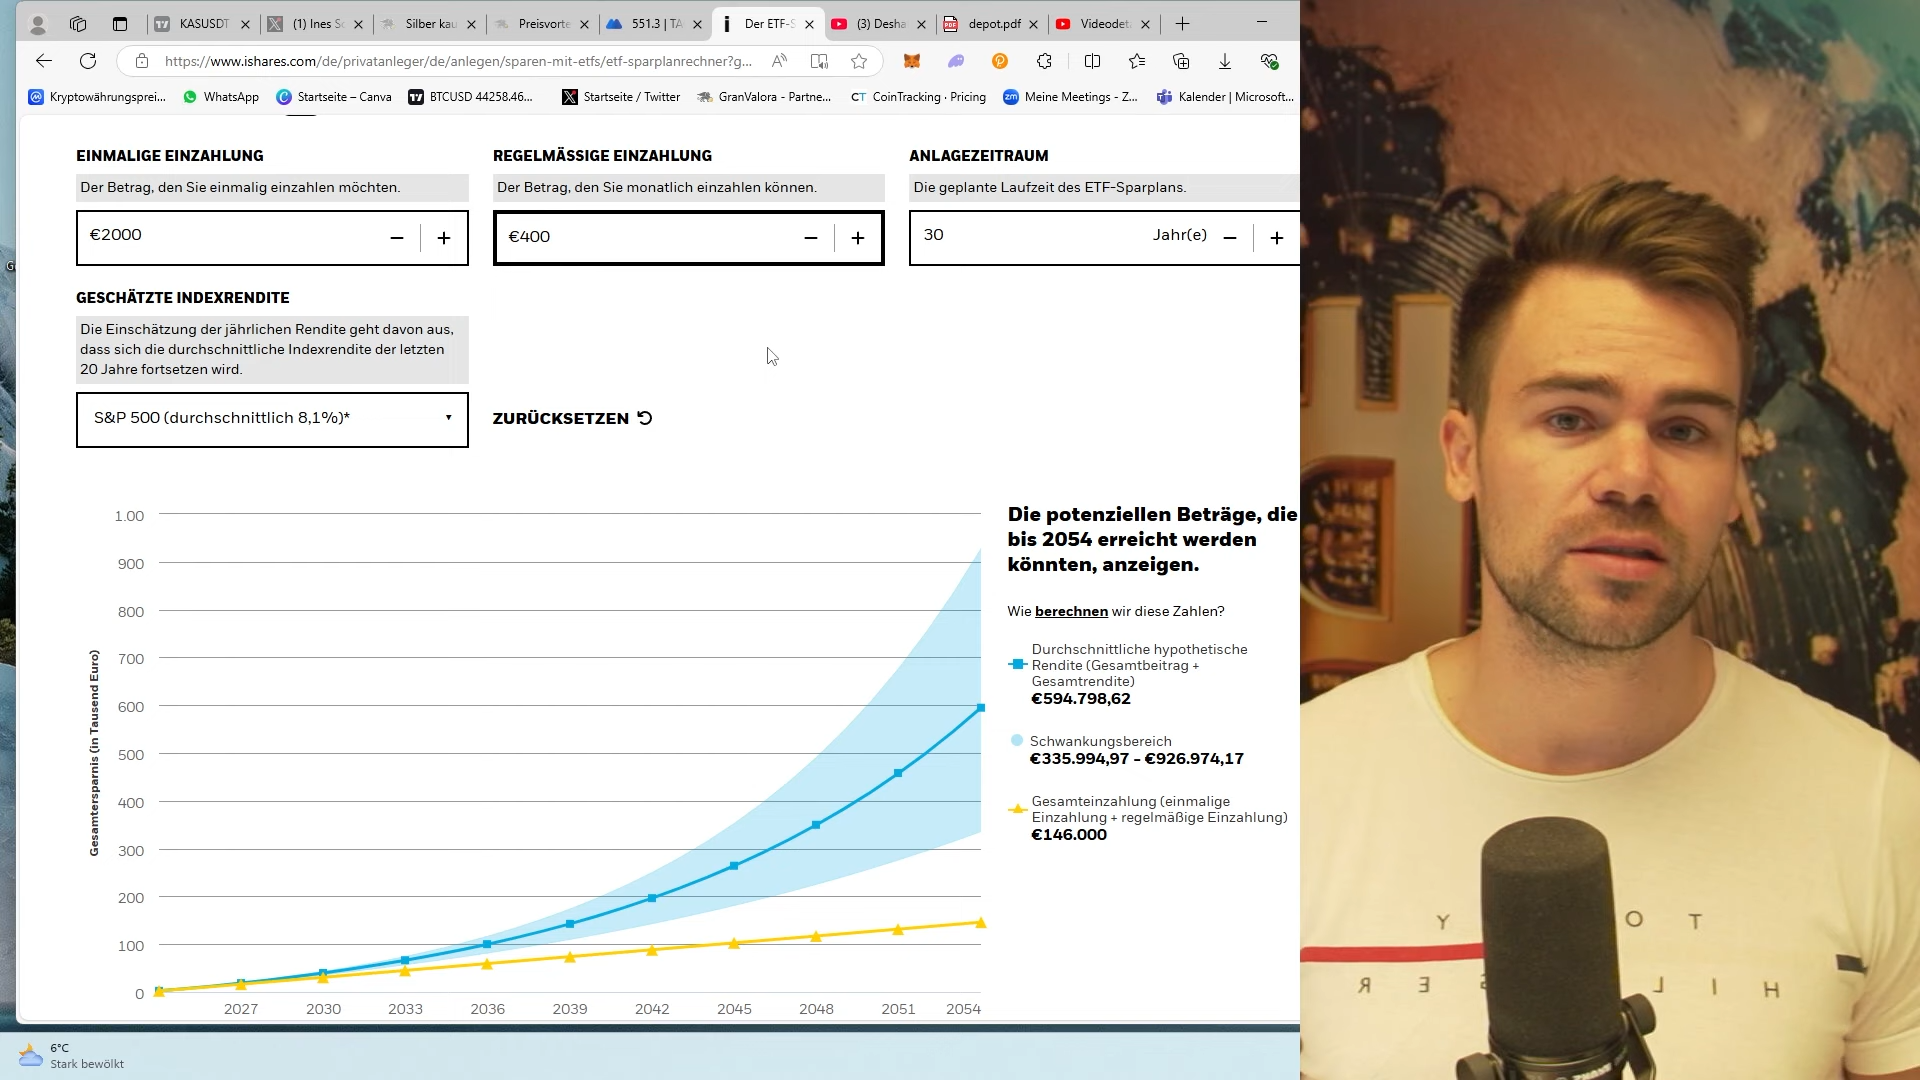 KASUSDT
(1) Ines Sc
Silber kau
Preisvorte
551.3 | TA
Der ETF-S
(3) Desha
depot.pdf
Videodet
https://www.ishares.com/de/privatanleger/de/anlegen/sparen-mit-etfs/etf-sparplanrechner?g...
Kryptowährungsprei...
WhatsApp
Startseite – Canva
BTCUSD 44258.46...
Startseite / Twitter
GranValora - Partne...
CT CoinTracking · Pricing
zm Meine Meetings - Z...
Kalender | Microsoft...
EINMALIGE EINZAHLUNG
Der Betrag, den Sie einmalig einzahlen möchten.
€2000
REGELMÄSSIGE EINZAHLUNG
Der Betrag, den Sie monatlich einzahlen können.
€400
ANLAGEZEITRAUM
Die geplante Laufzeit des ETF-Sparplans.
30 Jahr(e)
GESCHÄTZTE INDEXRENDITE
Die Einschätzung der jährlichen Rendite geht davon aus,
dass sich die durchschnittliche Indexrendite der letzten
20 Jahre fortsetzen wird.
S&P 500 (durchschnittlich 8,1%)*
ZURÜCKSETZEN
Gesamtersparnis (in Tausend Euro)
1.00
900
800
700
600
500
400
300
200
100
0
2027 2030 2033 2036 2039 2042 2045 2048 2051 2054
Die potenziellen Beträge, die
bis 2054 erreicht werden
könnten, anzeigen.
Wie berechnen wir diese Zahlen?
Durchschnittliche hypothetische
Rendite (Gesamtbeitrag +
Gesamtrendite)
€594.798,62
Schwankungsbereich
€335.994,97 - €926.974,17
Gesamteinzahlung (einmalige
Einzahlung + regelmäßige Einzahlung)
€146.000
6°C
Stark bewölkt